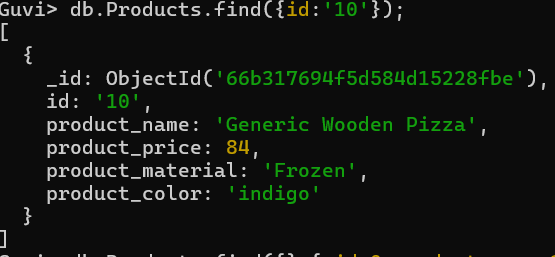 Guvi> db.Products.find({id:'10'});
[
  {
    _id: ObjectId('66b317694f5d584d15228fbe'),
    id: '10',
    product_name: 'Generic Wooden Pizza',
    product_price: 84,
    product_material: 'Frozen',
    product_color: 'indigo'
  }
]